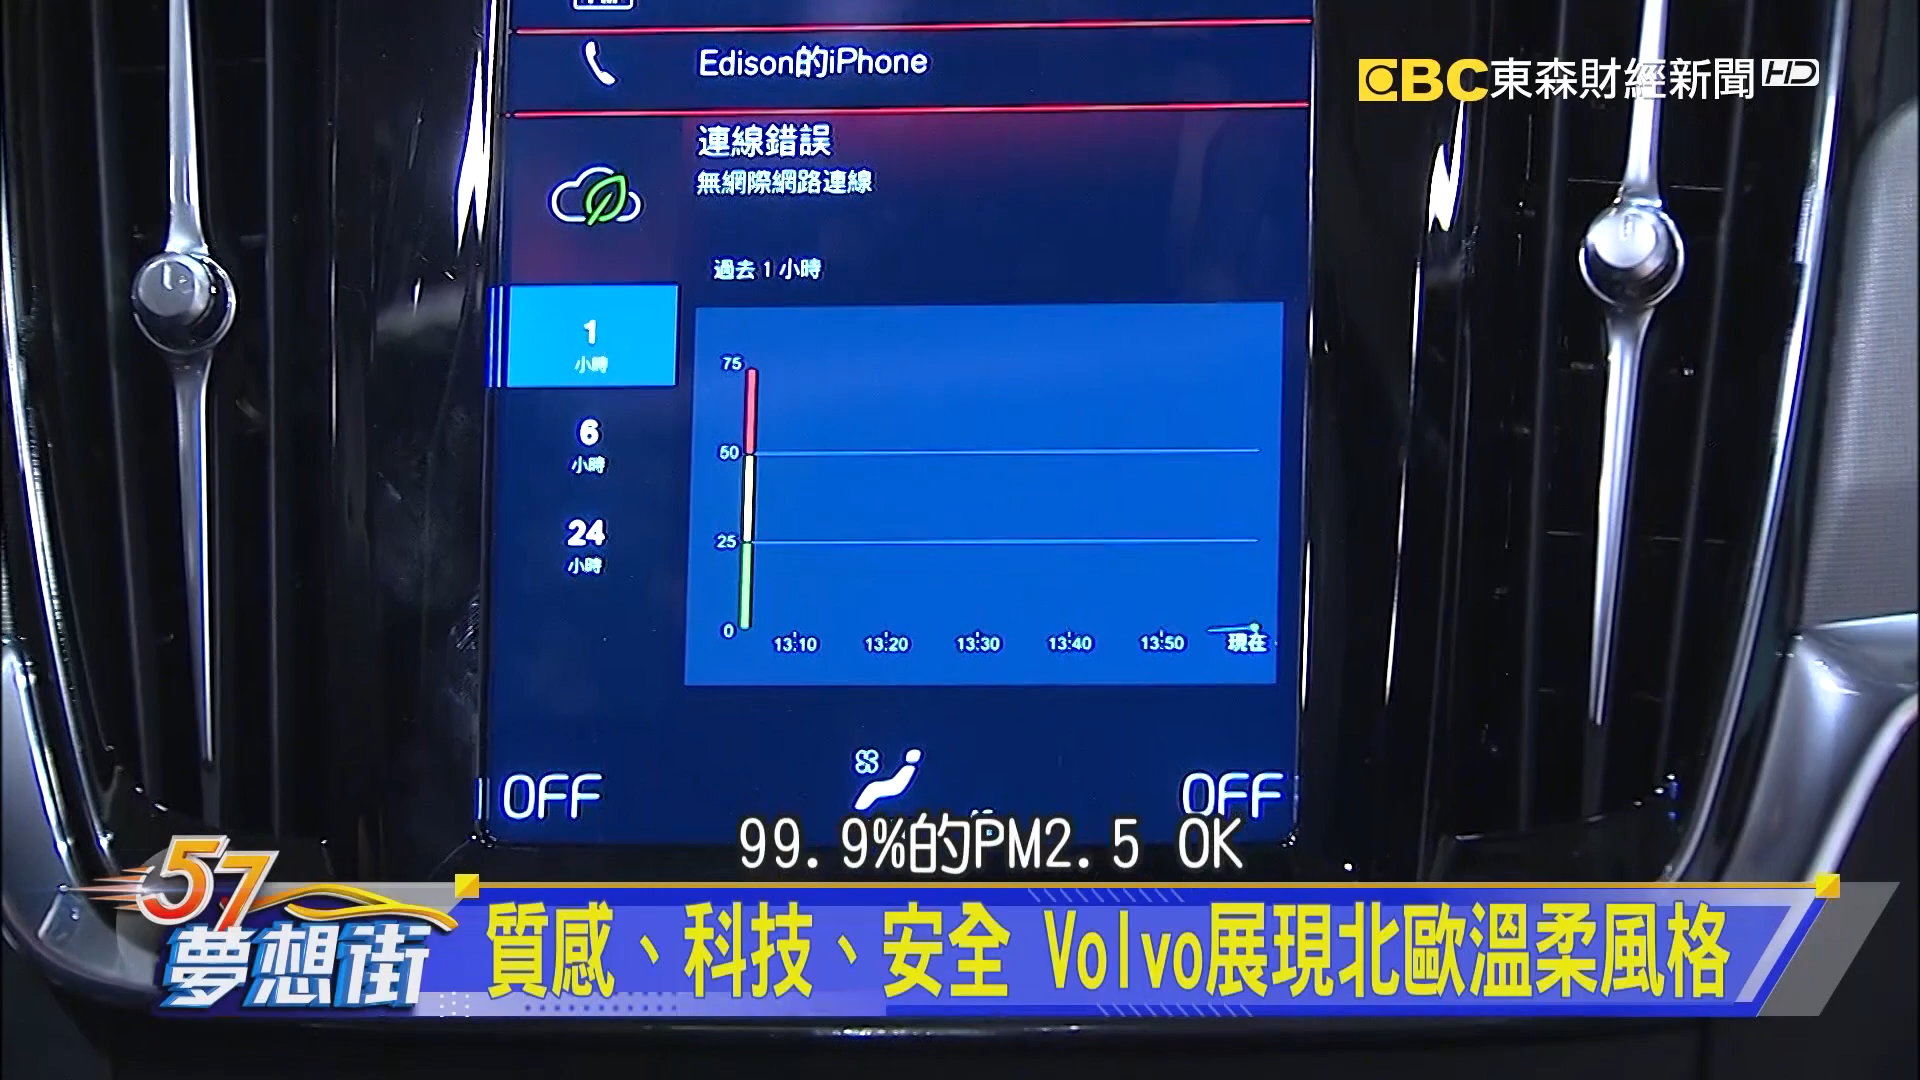 Edison的iPhone
EBC東森財經新聞HD
連線錯誤
無網際網路連線
過去 1 小時
1
小時
6
小時
24
小時
75
50
25
0
13:10 13:20 13:30 13:40 13:50 現在
OFF OFF
99.9%的PM2.5 OK
57夢想街
質感、科技、安全 Volvo展現北歐溫柔風格